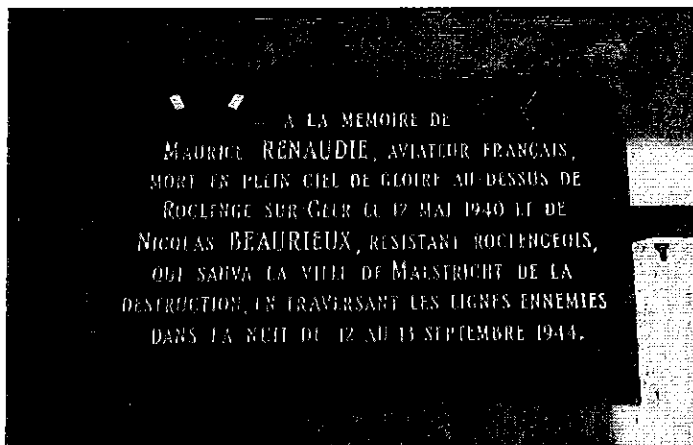 A LA MEMOIRE DE
MAURICE RENAUDIE, AVIATEUR FRANÇAIS,
MORT EN PLEIN CIEL DE GLOIRE AU-DESSUS DE
ROCLENGE SUR GEER LE 12 MAI 1940 ET DE
NICOLAS BEAURIEUX, RESISTANT ROCLENGEOIS,
QUI SAUVA LA VILLE DE MAESTRICHT DE LA
DESTRUCTION, EN TRAVERSANT LES LIGNES ENNEMIES
DANS LA NUIT DU 12 AU 13 SEPTEMBRE 1944.